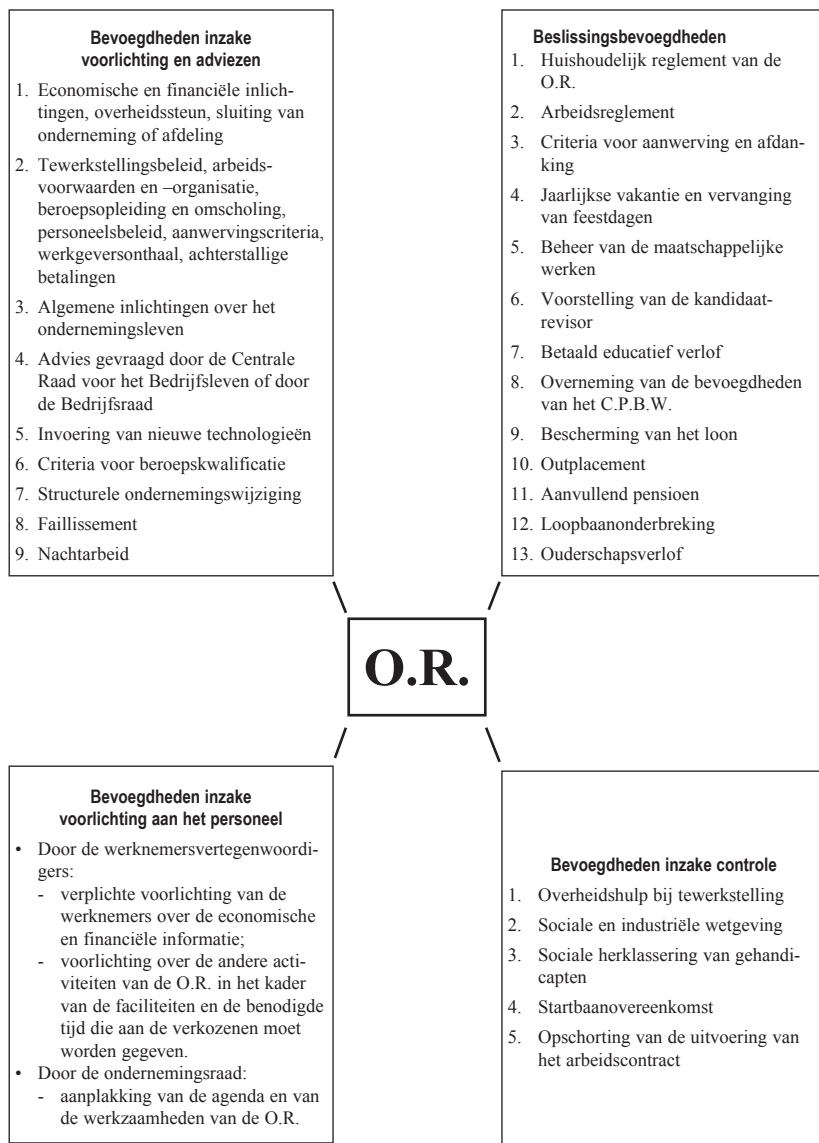 Bevoegdheden inzake
voorlichting en adviezen
1. Economische en financiële inlich-
tingen, overheidssteun, sluiting van
onderneming of afdeling
2. Tewerkstellingsbeleid, arbeids-
voorwaarden en –organisatie,
beroepsopleiding en omscholing,
personeelsbeleid, aanwervingscriteria,
werkgeversonthaal, achterstallige
betalingen
3. Algemene inlichtingen over het
ondernemingsleven
4. Advies gevraagd door de Centrale
Raad voor het Bedrijfsleven of door
de Bedrijfsraad
5. Invoering van nieuwe technologieën
6. Criteria voor beroepskwalificatie
7. Structurele ondernemingswijziging
8. Faillissement
9. Nachtarbeid
Beslissingsbevoegdheden
1. Huishoudelijk reglement van de
O.R.
2. Arbeidsreglement
3. Criteria voor aanwerving en afdan-
king
4. Jaarlijkse vakantie en vervanging
van feestdagen
5. Beheer van de maatschappelijke
werken
6. Voorstelling van de kandidaat-
revisor
7. Betaald educatief verlof
8. Overneming van de bevoegdheden
van het C.P.B.W.
9. Bescherming van het loon
10. Outplacement
11. Aanvullend pensioen
12. Loopbaanonderbreking
13. Ouderschapsverlof
O.R.
Bevoegdheden inzake
voorlichting aan het personeel
• Door de werknemersvertegenwoordi-
gers:
- verplichte voorlichting van de
werknemers over de economische
en financiële informatie;
- voorlichting over de andere acti-
viteiten van de O.R. in het kader
van de faciliteiten en de benodigde
tijd die aan de verkozenen moet
worden gegeven.
• Door de ondernemingsraad:
- aanplakking van de agenda en van
de werkzaamheden van de O.R.
Bevoegdheden inzake controle
1. Overheidshulp bij tewerkstelling
2. Sociale en industriële wetgeving
3. Sociale herklassering van gehandi-
capten
4. Startbaanovereenkomst
5. Opschorting van de uitvoering van
het arbeidscontract